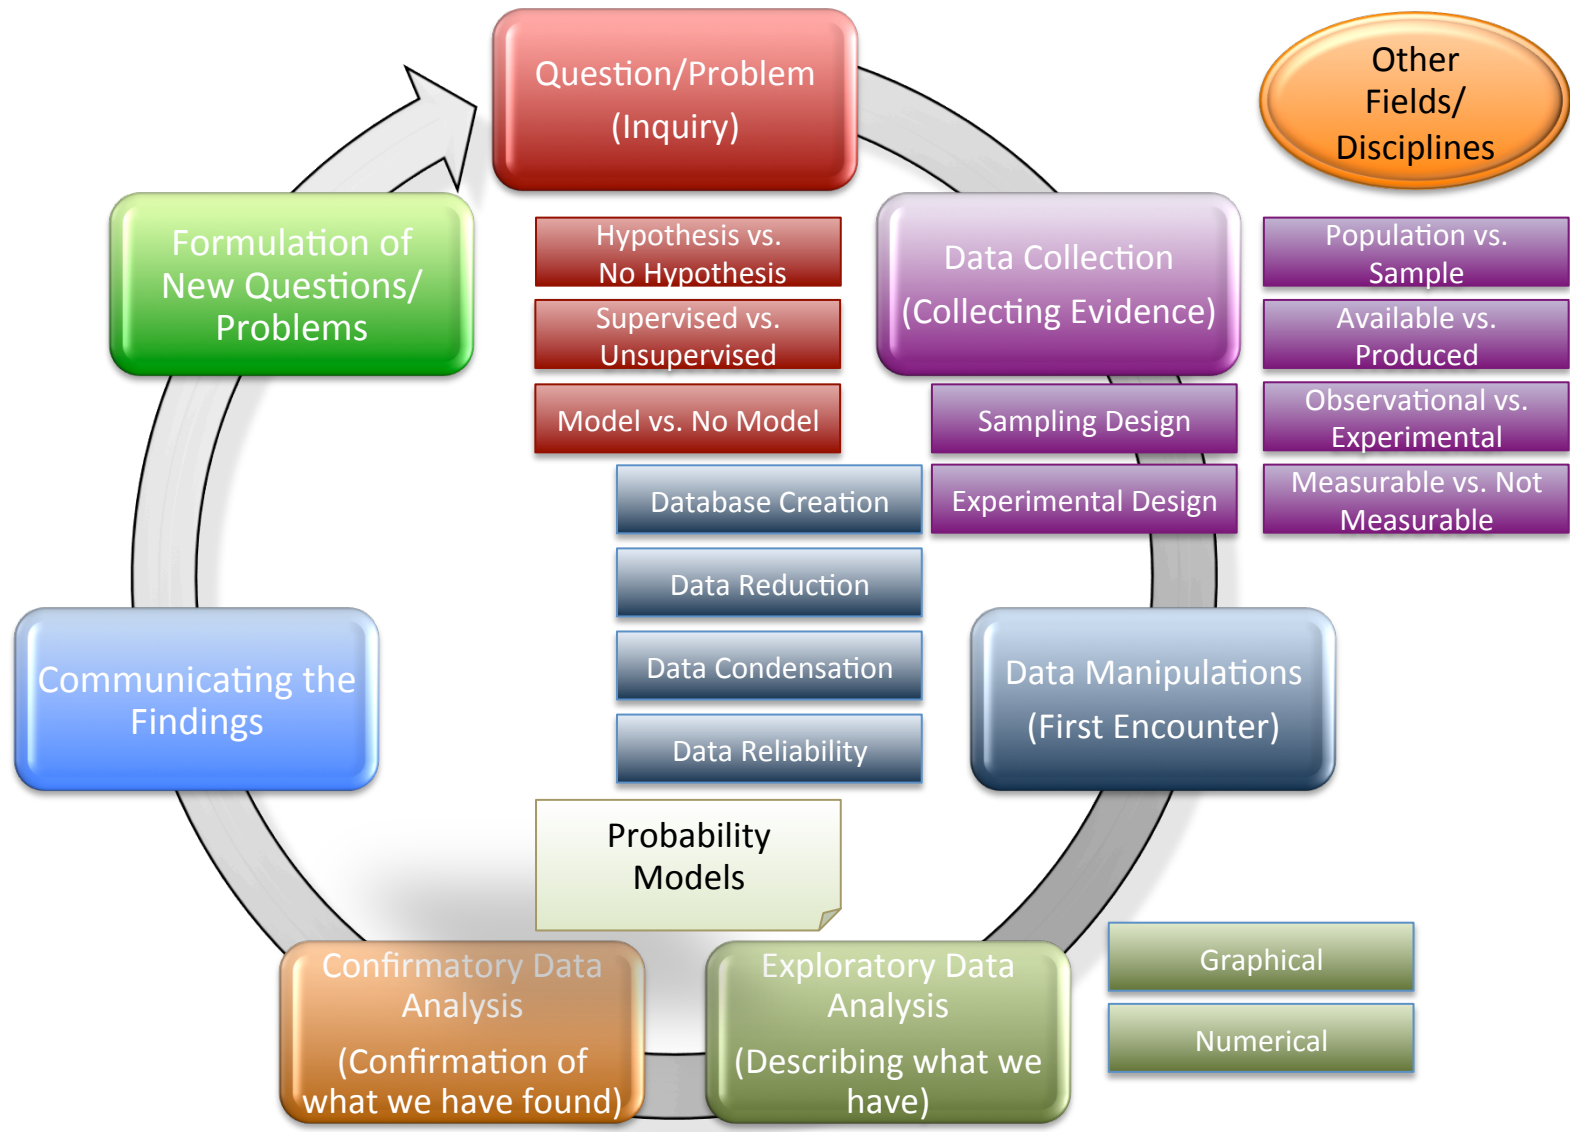 Question/Problem
(Inquiry)
Other
Fields/
Disciplines
Formulation of
New Questions/
Problems
Hypothesis vs.
No Hypothesis
Supervised vs.
Unsupervised
Model vs. No Model
Data Collection
(Collecting Evidence)
Population vs.
Sample
Available vs.
Produced
Observational vs.
Experimental
Measurable vs. Not
Measurable
Sampling Design
Experimental Design
Database Creation
Data Reduction
Data Condensation
Data Reliability
Communicating the
Findings
Data Manipulations
(First Encounter)
Probability
Models
Confirmatory Data
Analysis
(Confirmation of
what we have found)
Exploratory Data
Analysis
(Describing what we
have)
Graphical
Numerical